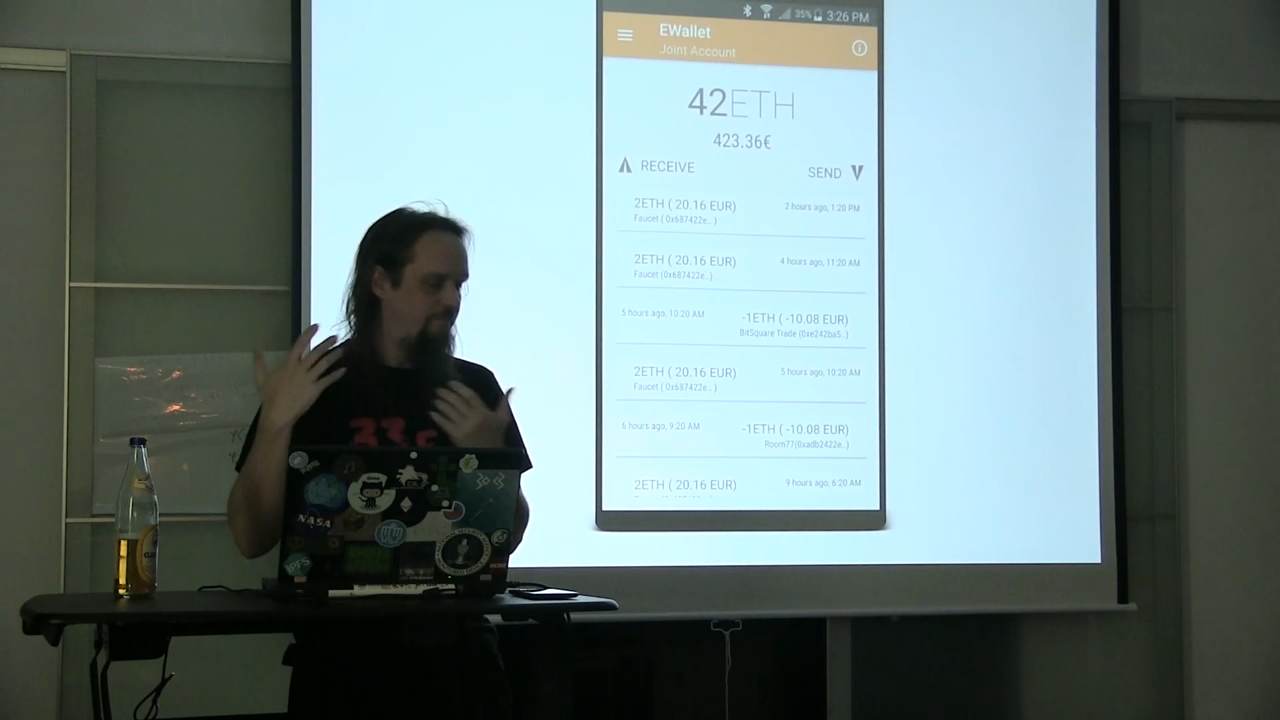 35% 3:26 PM
EWallet
Joint Account
42ETH
423.36€
RECEIVE
SEND
2ETH ( 20.16 EUR)
2 hours ago, 1:20 PM
Faucet ( 0x687422e.. )
2ETH ( 20.16 EUR)
4 hours ago, 11:20 AM
Faucet (0x687422e..)
5 hours ago, 10:20 AM
-1ETH ( -10.08 EUR)
BitSquare Trade (0xe242ba5..)
2ETH ( 20.16 EUR)
5 hours ago, 10:20 AM
Faucet ( 0x687422e.. )
6 hours ago, 9:20 AM
-1ETH ( -10.08 EUR)
Room77(0xadb2422e..)
2ETH ( 20.16 EUR)
9 hours ago, 6:20 AM
33c
NASA